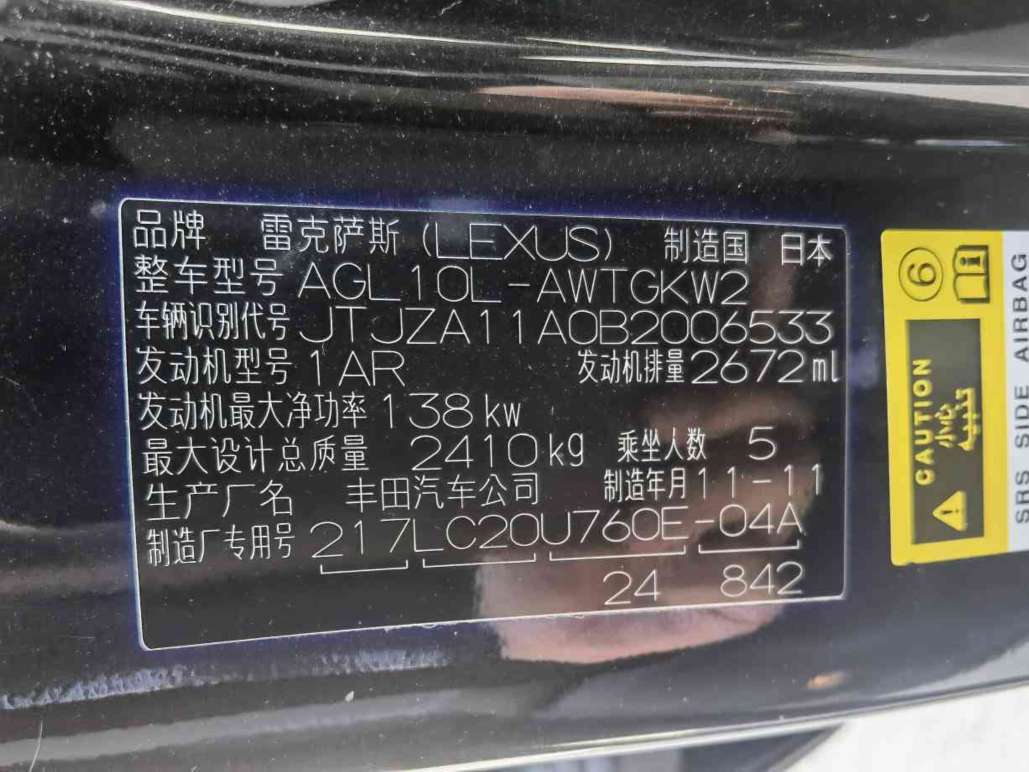 品牌 雷克萨斯(LEXUS) 制造国 日本
整车型号 AGL10L-AWTGKW2
车辆识别代号 JTJZA11A0B2006533
发动机型号 1AR 发动机排量 2672ml
发动机最大净功率 138kw
最大设计总质量 2410kg 乘坐人数 5
生产厂名 丰田汽车公司 制造年月 11-11
制造厂专用号 217LC20U760E-04A
24 842
6
CAUTION
小心
SRS SIDE AIRBAG